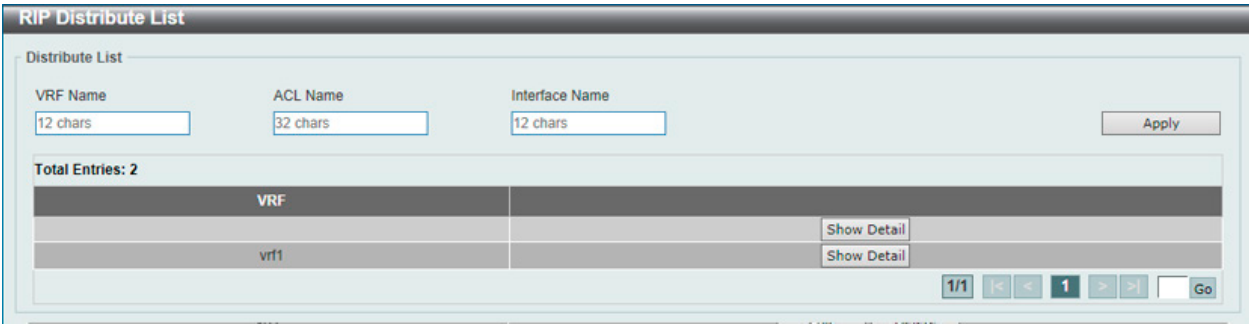 RIP Distribute List
Distribute List
VRF Name ACL Name Interface Name
12 chars 32 chars 12 chars Apply
Total Entries: 2
VRF
Show Detail
vrf1 Show Detail
1/1 |< < 1 > >| Go